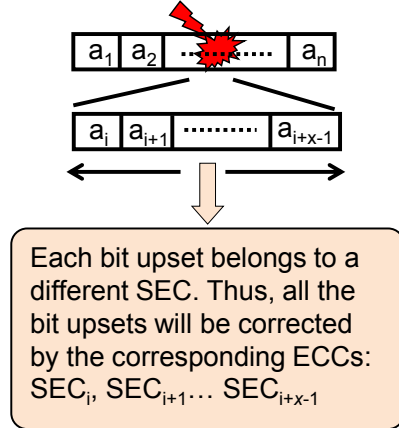 a₁ a₂ ........... aₙ
aᵢ aᵢ₊₁ ........... aᵢ₊ₓ₋₁
Each bit upset belongs to a
different SEC. Thus, all the
bit upsets will be corrected
by the corresponding ECCs:
SECᵢ, SECᵢ₊₁… SECᵢ₊ₓ₋₁